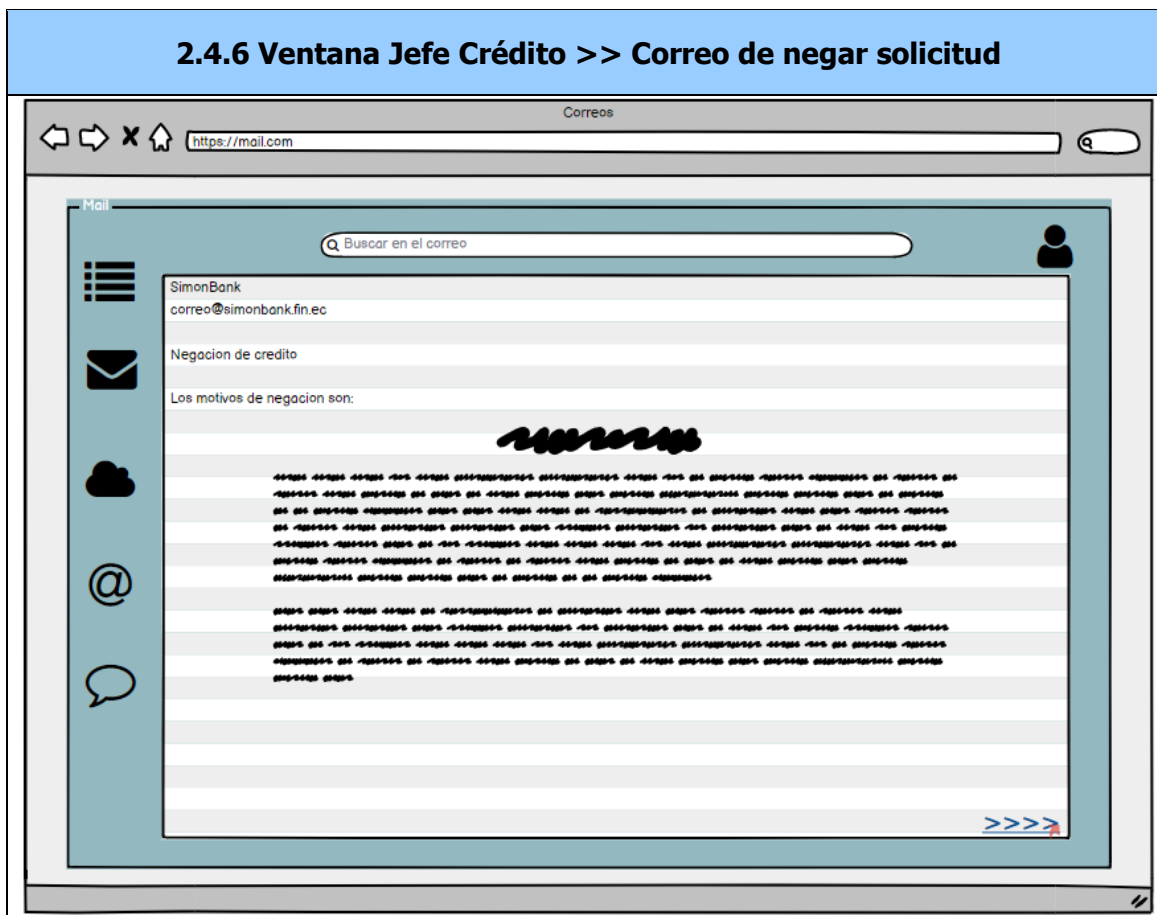 2.4.6 Ventana Jefe Crédito >> Correo de negar solicitud
Correos
https://mail.com
Mail
Buscar en el correo
SimonBank
correo@simonbank.fin.ec
Negacion de credito
Los motivos de negacion son:
@
>>>>